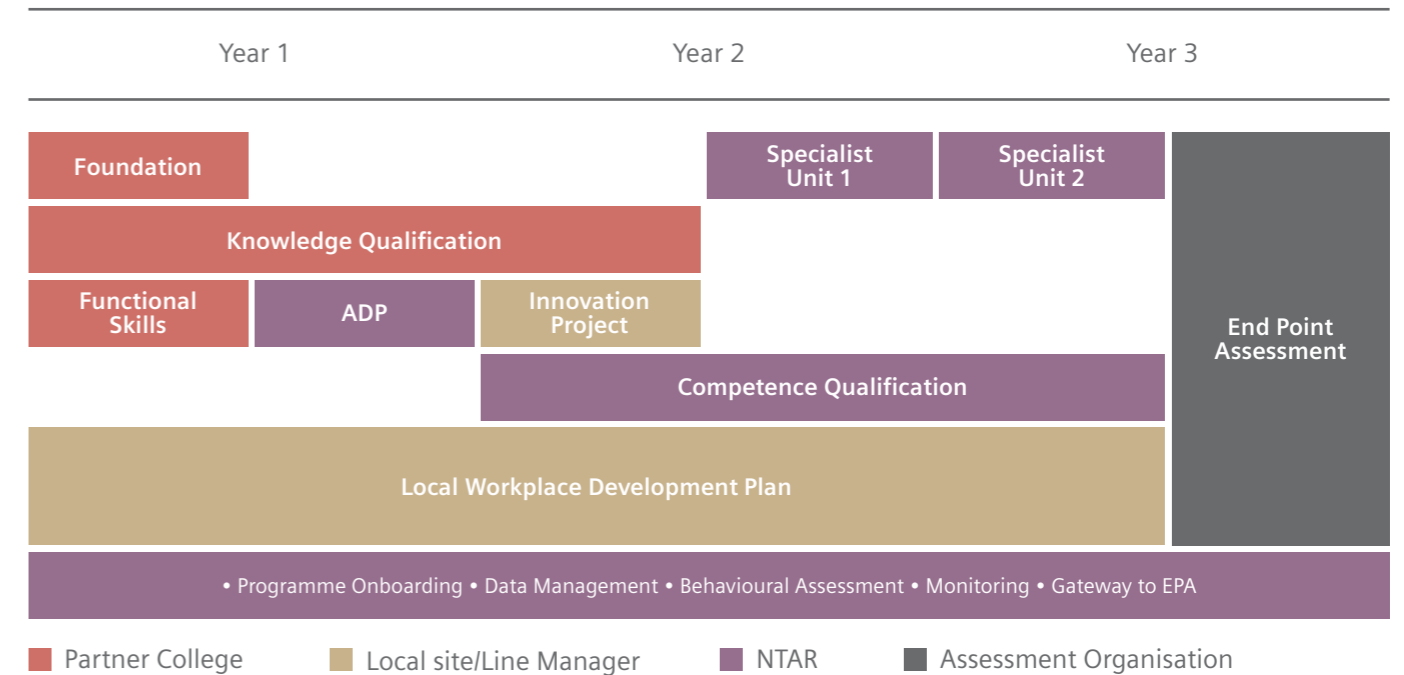 Year 1
Year 2
Year 3
Foundation
Specialist
Unit 1
Specialist
Unit 2
Knowledge Qualification
Functional
Skills
ADP
Innovation
Project
End Point
Assessment
Competence Qualification
Local Workplace Development Plan
• Programme Onboarding • Data Management • Behavioural Assessment • Monitoring • Gateway to EPA
Partner College
Local site/Line Manager
NTAR
Assessment Organisation